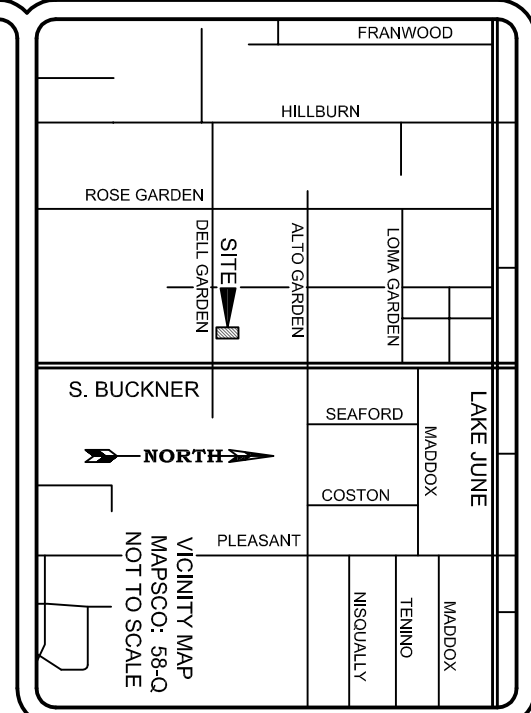 FRANWOOD
HILLBURN
ROSE GARDEN
DELL GARDEN
SITE
ALTO GARDEN
LOMA GARDEN
S. BUCKNER
SEAFORD
MADDOX
LAKE JUNE
NORTH
COSTON
PLEASANT
VICINITY MAP
MAPSCO: 58-Q
NOT TO SCALE
NISQUALLY
TENINO
MADDOX